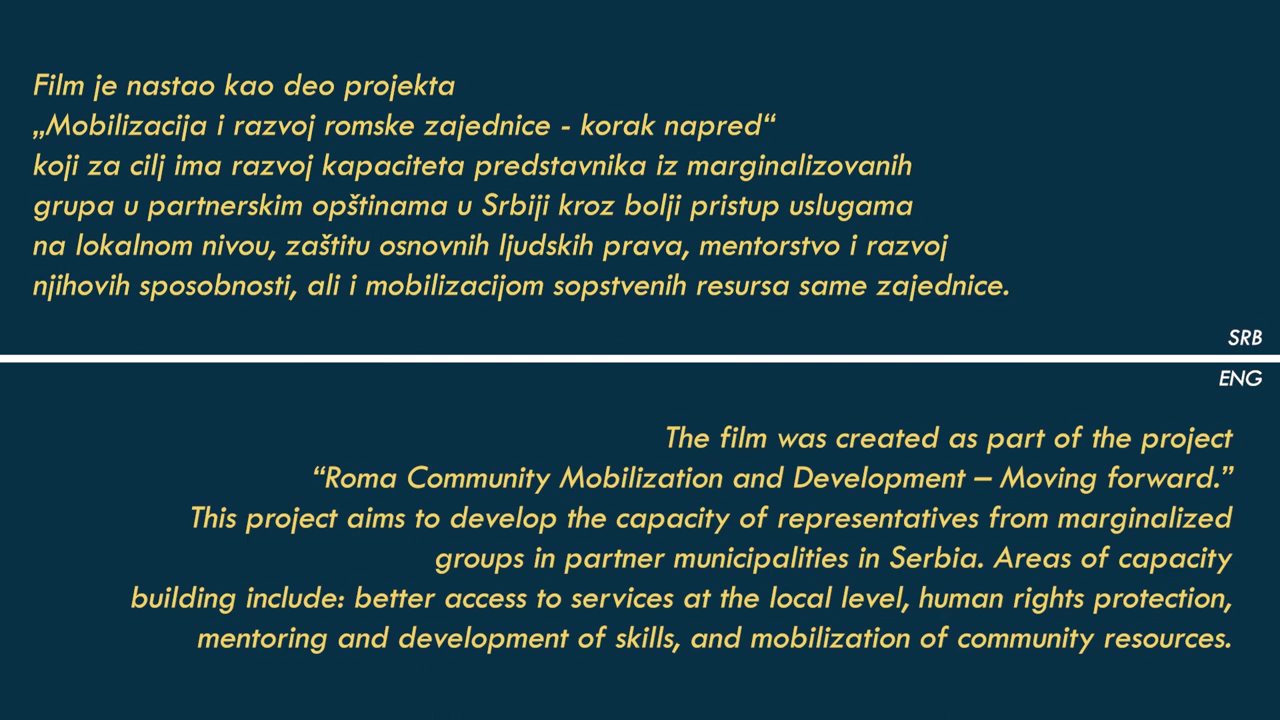 Film je nastao kao deo projekta
„Mobilizacija i razvoj romske zajednice - korak napred“
koji za cilj ima razvoj kapaciteta predstavnika iz marginalizovanih
grupa u partnerskim opštinama u Srbiji kroz bolji pristup uslugama
na lokalnom nivou, zaštitu osnovnih ljudskih prava, mentorstvo i razvoj
njihovih sposobnosti, ali i mobilizacijom sopstvenih resursa same zajednice.
SRB
ENG
The film was created as part of the project
“Roma Community Mobilization and Development – Moving forward.”
This project aims to develop the capacity of representatives from marginalized
groups in partner municipalities in Serbia. Areas of capacity
building include: better access to services at the local level, human rights protection,
mentoring and development of skills, and mobilization of community resources.